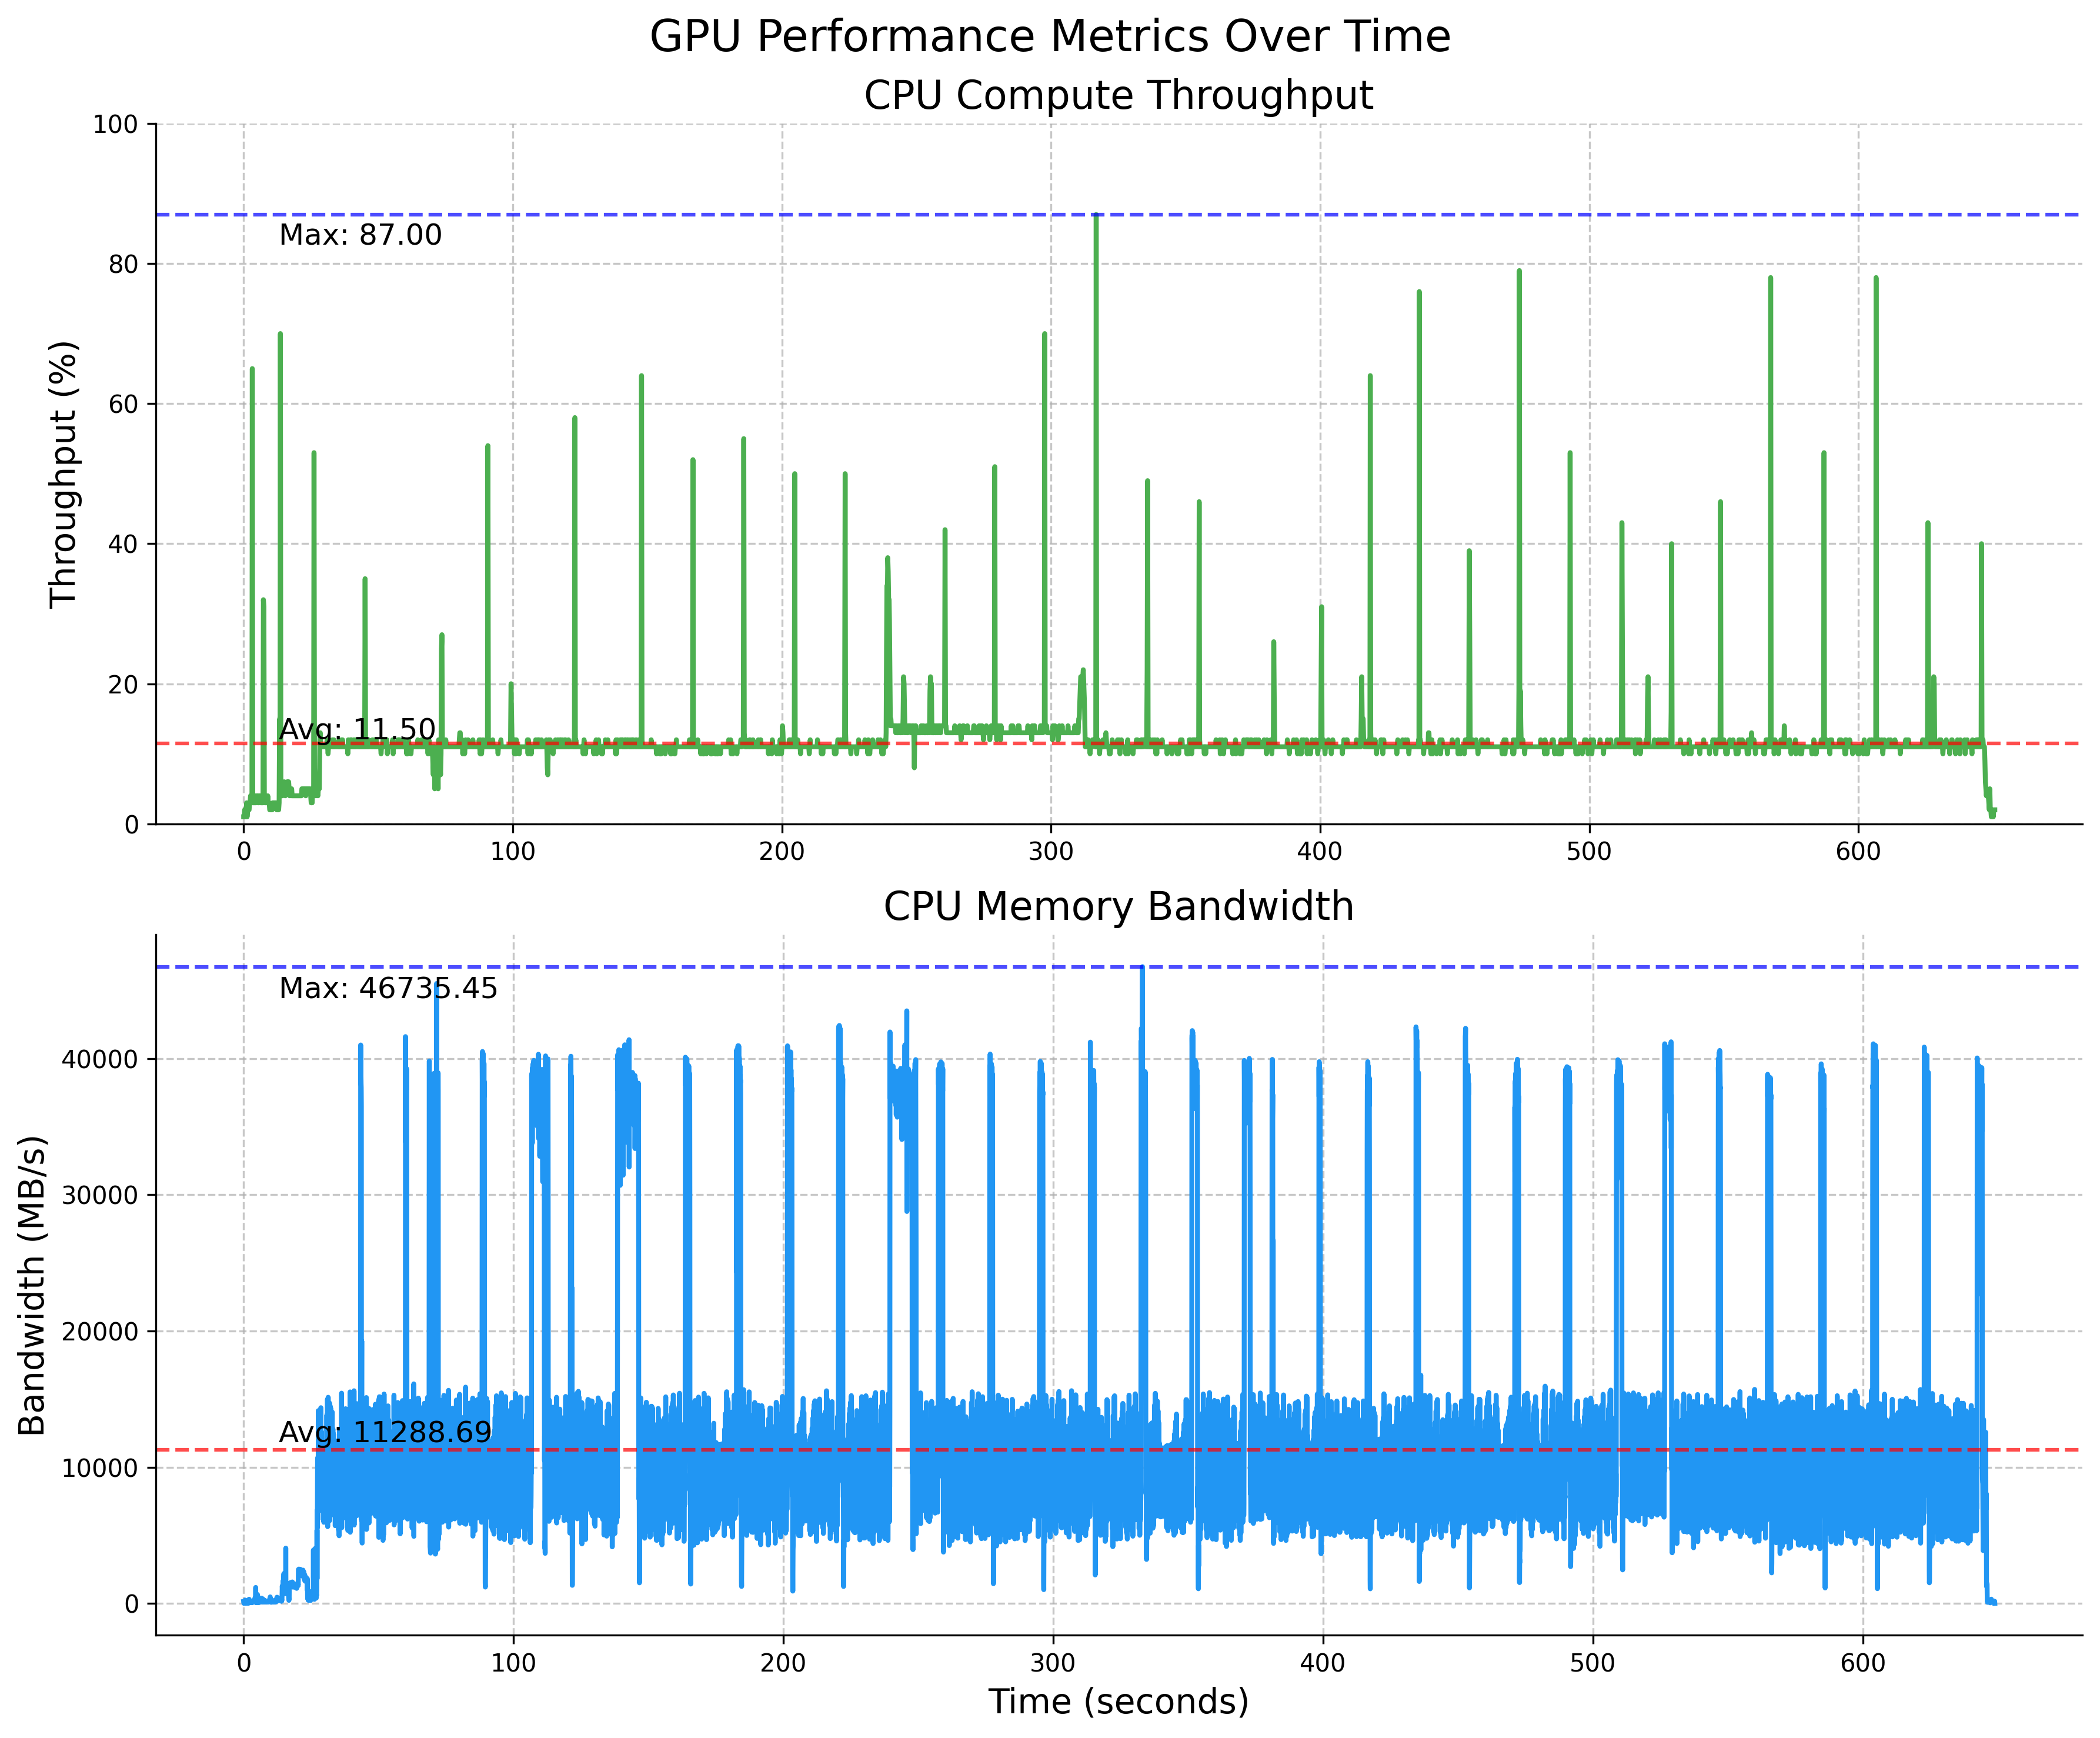 GPU Performance Metrics Over Time
CPU Compute Throughput
Throughput (%)
100
80
60
40
20
0
Max: 87.00
Avg: 11.50
0 100 200 300 400 500 600
CPU Memory Bandwidth
Bandwidth (MB/s)
40000
30000
20000
10000
0
Max: 46735.45
Avg: 11288.69
0 100 200 300 400 500 600
Time (seconds)